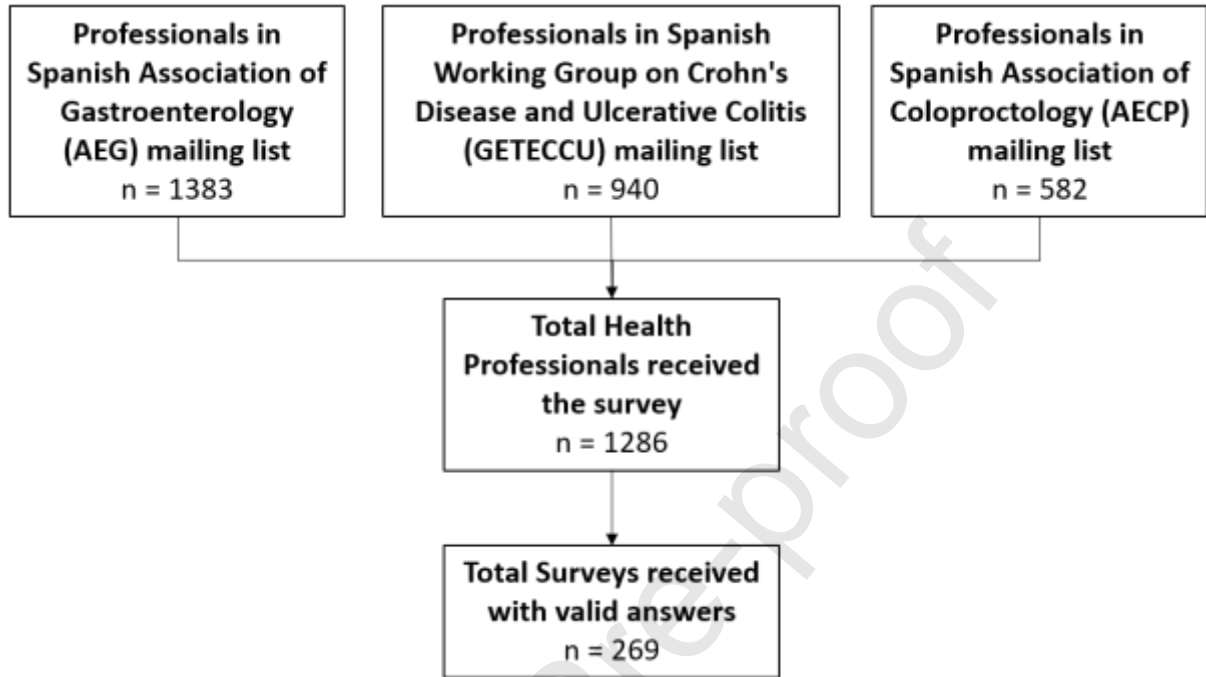 Professionals in
Spanish Association of
Gastroenterology
(AEG) mailing list
n = 1383
Professionals in Spanish
Working Group on Crohn's
Disease and Ulcerative Colitis
(GETECCU) mailing list
n = 940
Professionals in
Spanish Association of
Coloproctology (AECP)
mailing list
n = 582
Total Health
Professionals received
the survey
n = 1286
Total Surveys received
with valid answers
n = 269
re-proof